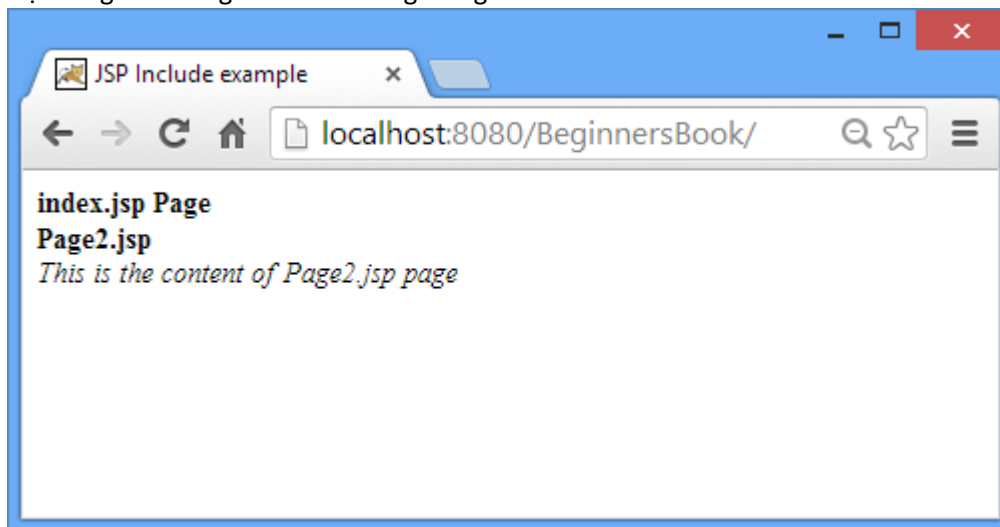 JSP Include example
localhost:8080/BeginnersBook/
index.jsp Page
Page2.jsp
This is the content of Page2.jsp page